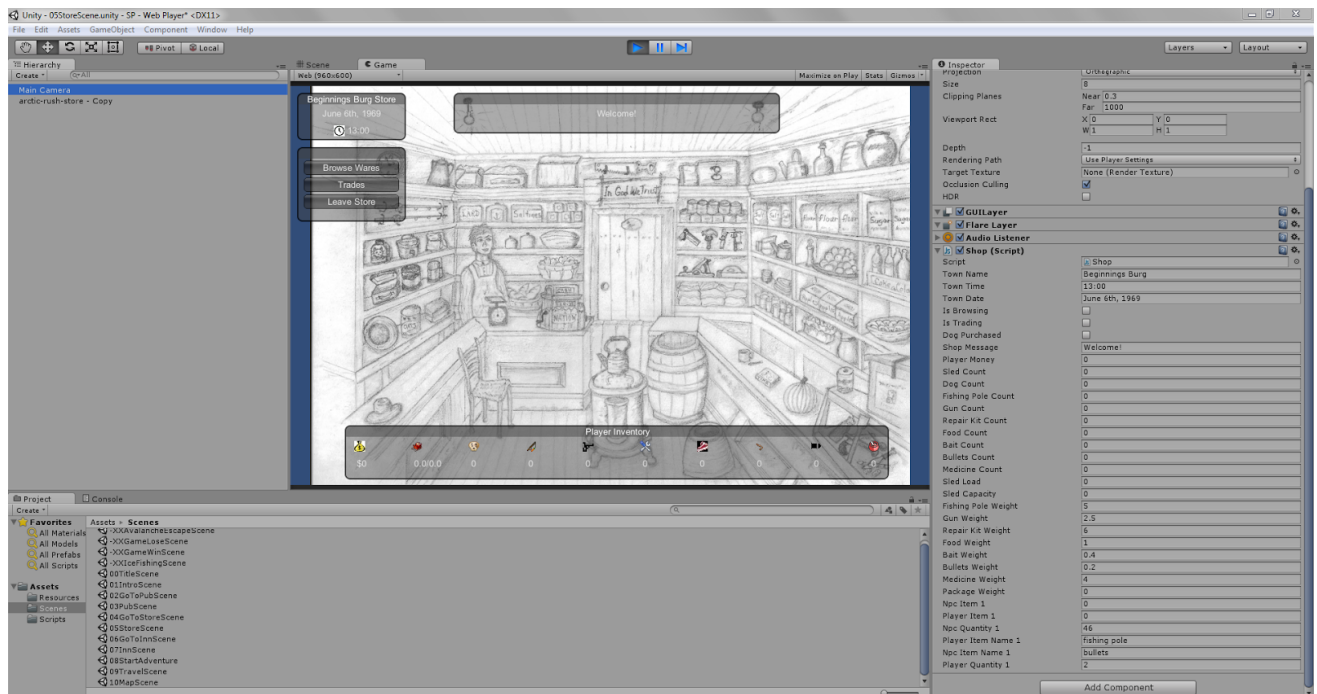 Unity - 05StoreScene.unity - SP - Web Player* <DX11>
File Edit Assets GameObject Component Window Help
Pivot Local Layers Layout
Hierarchy
Create All
Main Camera
arctic-rush-store - Copy
Scene Game
Web (960x600) Maximize on Play Stats Gizmos
Beginnings Burg Store
June 6th, 1969
13:00
Welcome!
Browse Wares
Trades
Leave Store
In God We Trust
Player Inventory
$0 0.0/0.0 0 0 0 0 0 0 0 0
Inspector
Projection Orthographic
Size 8
Clipping Planes Near 0.3
Far 1000
Viewport Rect X 0 Y 0
W 1 H 1
Depth -1
Rendering Path Use Player Settings
Target Texture None (Render Texture)
Occlusion Culling
HDR
GUILayer
Flare Layer
Audio Listener
Shop (Script)
Script Shop
Town Name Beginnings Burg
Town Time 13:00
Town Date June 6th, 1969
Is Browsing
Is Trading
Dog Purchased
Shop Message Welcome!
Player Money 0
Sled Count 0
Dog Count 0
Fishing Pole Count 0
Gun Count 0
Repair Kit Count 0
Food Count 0
Bait Count 0
Bullets Count 0
Medicine Count 0
Sled Load 0
Sled Capacity 0
Fishing Pole Weight 5
Gun Weight 2.5
Repair Kit Weight 6
Food Weight 1
Bait Weight 0.4
Bullets Weight 0.2
Medicine Weight 4
Package Weight 0
Npc Item 1 0
Player Item 1 0
Npc Quantity 1 46
Player Item Name 1 fishing pole
Npc Item Name 1 bullets
Player Quantity 1 2
Add Component
Project Console
Create
Favorites
All Materials
All Models
All Prefabs
All Scripts
Assets
Resources
Scenes
Scripts
Assets Scenes
-XXAvalancheEscapeScene
-XXGameLoseScene
-XXGameWinScene
-XXIceFishingScene
00TitleScene
01IntroScene
02GoToPubScene
03PubScene
04GoToStoreScene
05StoreScene
06GoToInnScene
07InnScene
08StartAdventure
09TravelScene
10MapScene